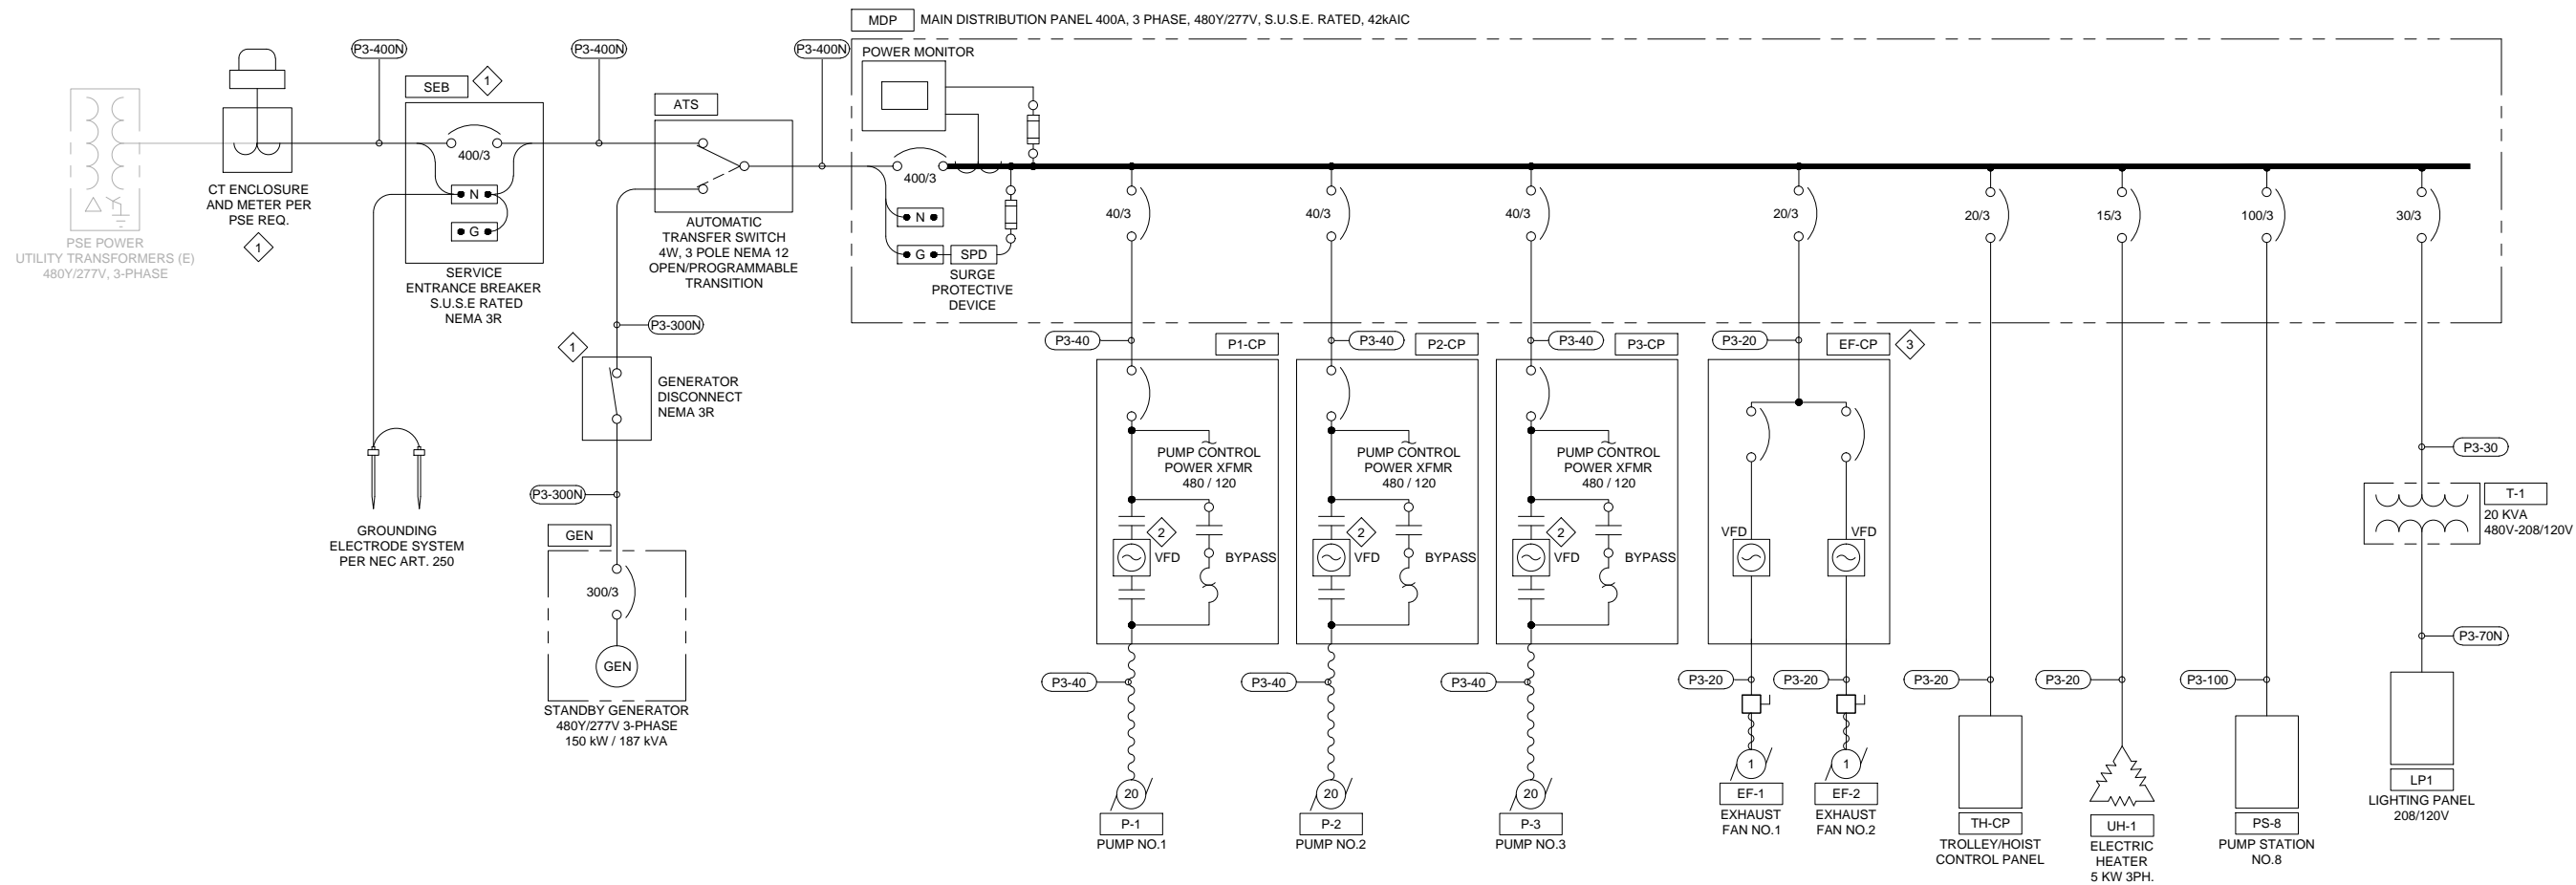 MDP
MAIN DISTRIBUTION PANEL 400A, 3 PHASE, 480Y/277V, S.U.S.E. RATED, 42kAIC
P3-400N
P3-400N
P3-400N
POWER MONITOR
SEB
1
ATS
400/3
400/3
N
G
N
G
SPD
SURGE
PROTECTIVE
DEVICE
CT ENCLOSURE
AND METER PER
PSE REQ.
1
PSE POWER
UTILITY TRANSFORMERS (E)
480Y/277V, 3-PHASE
SERVICE
ENTRANCE BREAKER
S.U.S.E RATED
NEMA 3R
AUTOMATIC
TRANSFER SWITCH
4W, 3 POLE NEMA 12
OPEN/PROGRAMMABLE
TRANSITION
40/3
40/3
40/3
20/3
20/3
15/3
100/3
30/3
P3-300N
1
GENERATOR
DISCONNECT
NEMA 3R
P3-300N
GROUNDING
ELECTRODE SYSTEM
PER NEC ART. 250
GEN
300/3
GEN
STANDBY GENERATOR
480Y/277V 3-PHASE
150 kW / 187 kVA
P3-40
P1-CP
P3-40
P2-CP
P3-40
P3-CP
P3-20
EF-CP
3
PUMP CONTROL
POWER XFMR
480 / 120
2
VFD
BYPASS
PUMP CONTROL
POWER XFMR
480 / 120
2
VFD
BYPASS
PUMP CONTROL
POWER XFMR
480 / 120
2
VFD
BYPASS
VFD
VFD
P3-30
T-1
20 KVA
480V-208/120V
P3-70N
P3-40
P3-40
P3-40
P3-20
P3-20
P3-20
P3-20
P3-100
20
P-1
PUMP NO.1
20
P-2
PUMP NO.2
20
P-3
PUMP NO.3
1
EF-1
EXHAUST
FAN NO.1
1
EF-2
EXHAUST
FAN NO.2
TH-CP
TROLLEY/HOIST
CONTROL PANEL
UH-1
ELECTRIC
HEATER
5 KW 3PH.
PS-8
PUMP STATION
NO.8
LP1
LIGHTING PANEL
208/120V